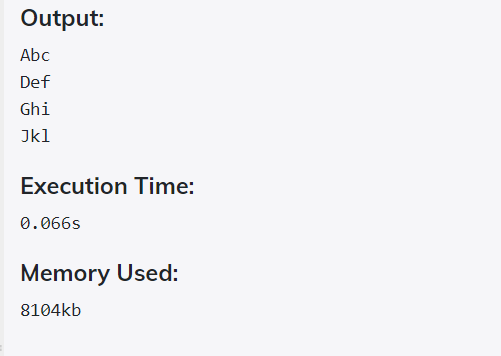 Output:
Abc
Def
Ghi
Jkl
Execution Time:
0.066s
Memory Used:
8104kb